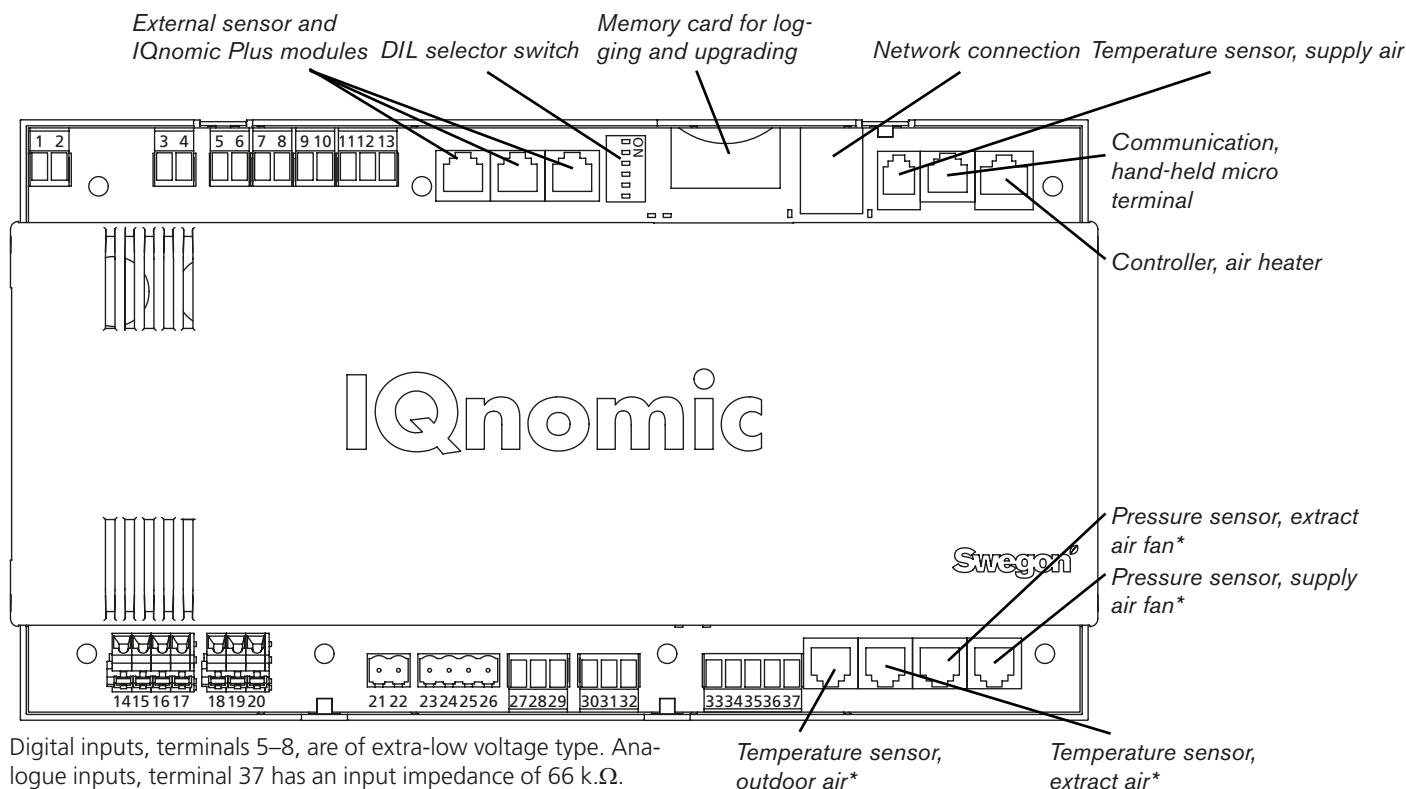 External sensor and
IQnomic Plus modules
DIL selector switch
Memory card for log-
ging and upgrading
Network connection
Temperature sensor, supply air
1 2
3 4
5 6
7 8
9 10
11 12 13
ON
Communication,
hand-held micro
terminal
Controller, air heater
IQnomic
Swegon
Pressure sensor, extract
air fan*
Pressure sensor, supply
air fan*
14 15 16 17
18 19 20
21 22
23 24 25 26
27 28 29
30 31 32
33 34 35 36 37
Digital inputs, terminals 5–8, are of extra-low voltage type. Ana-
logue inputs, terminal 37 has an input impedance of 66 k.Ω.
Temperature sensor,
outdoor air*
Temperature sensor,
extract air*